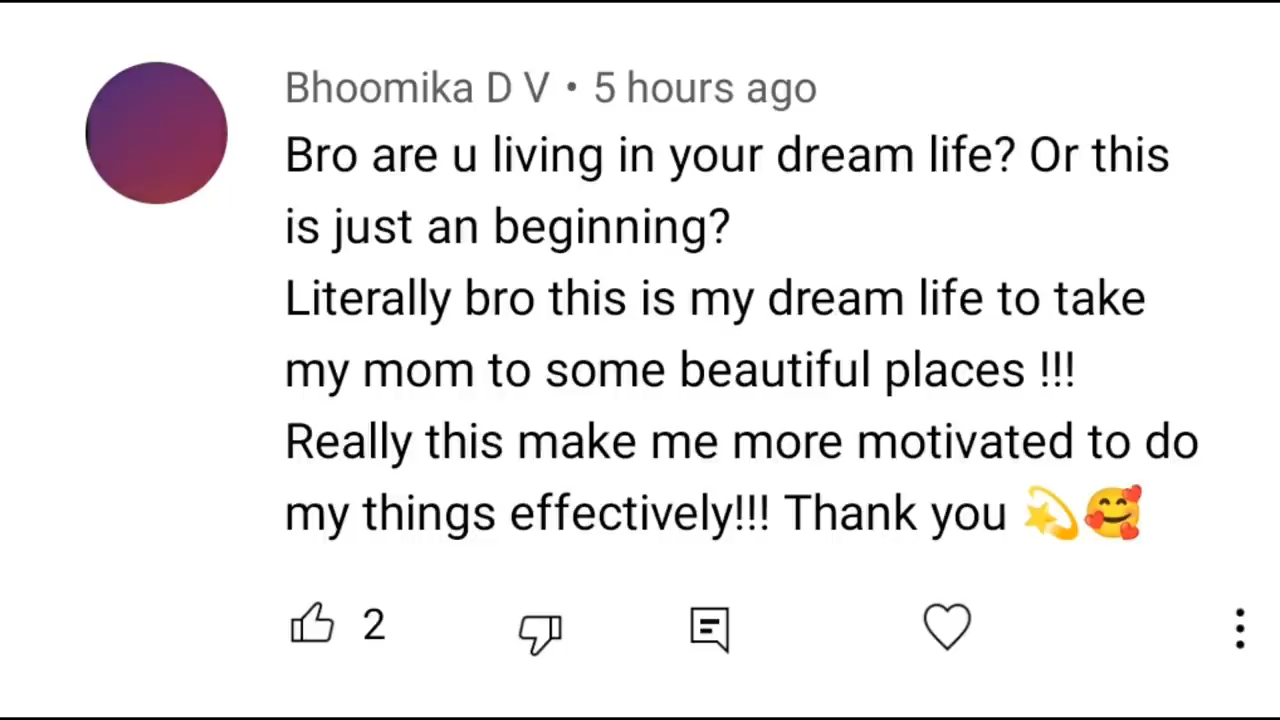 Bhoomika D V • 5 hours ago
Bro are u living in your dream life? Or this
is just an beginning?
Literally bro this is my dream life to take
my mom to some beautiful places !!!
Really this make me more motivated to do
my things effectively!!! Thank you 💫🥰
2